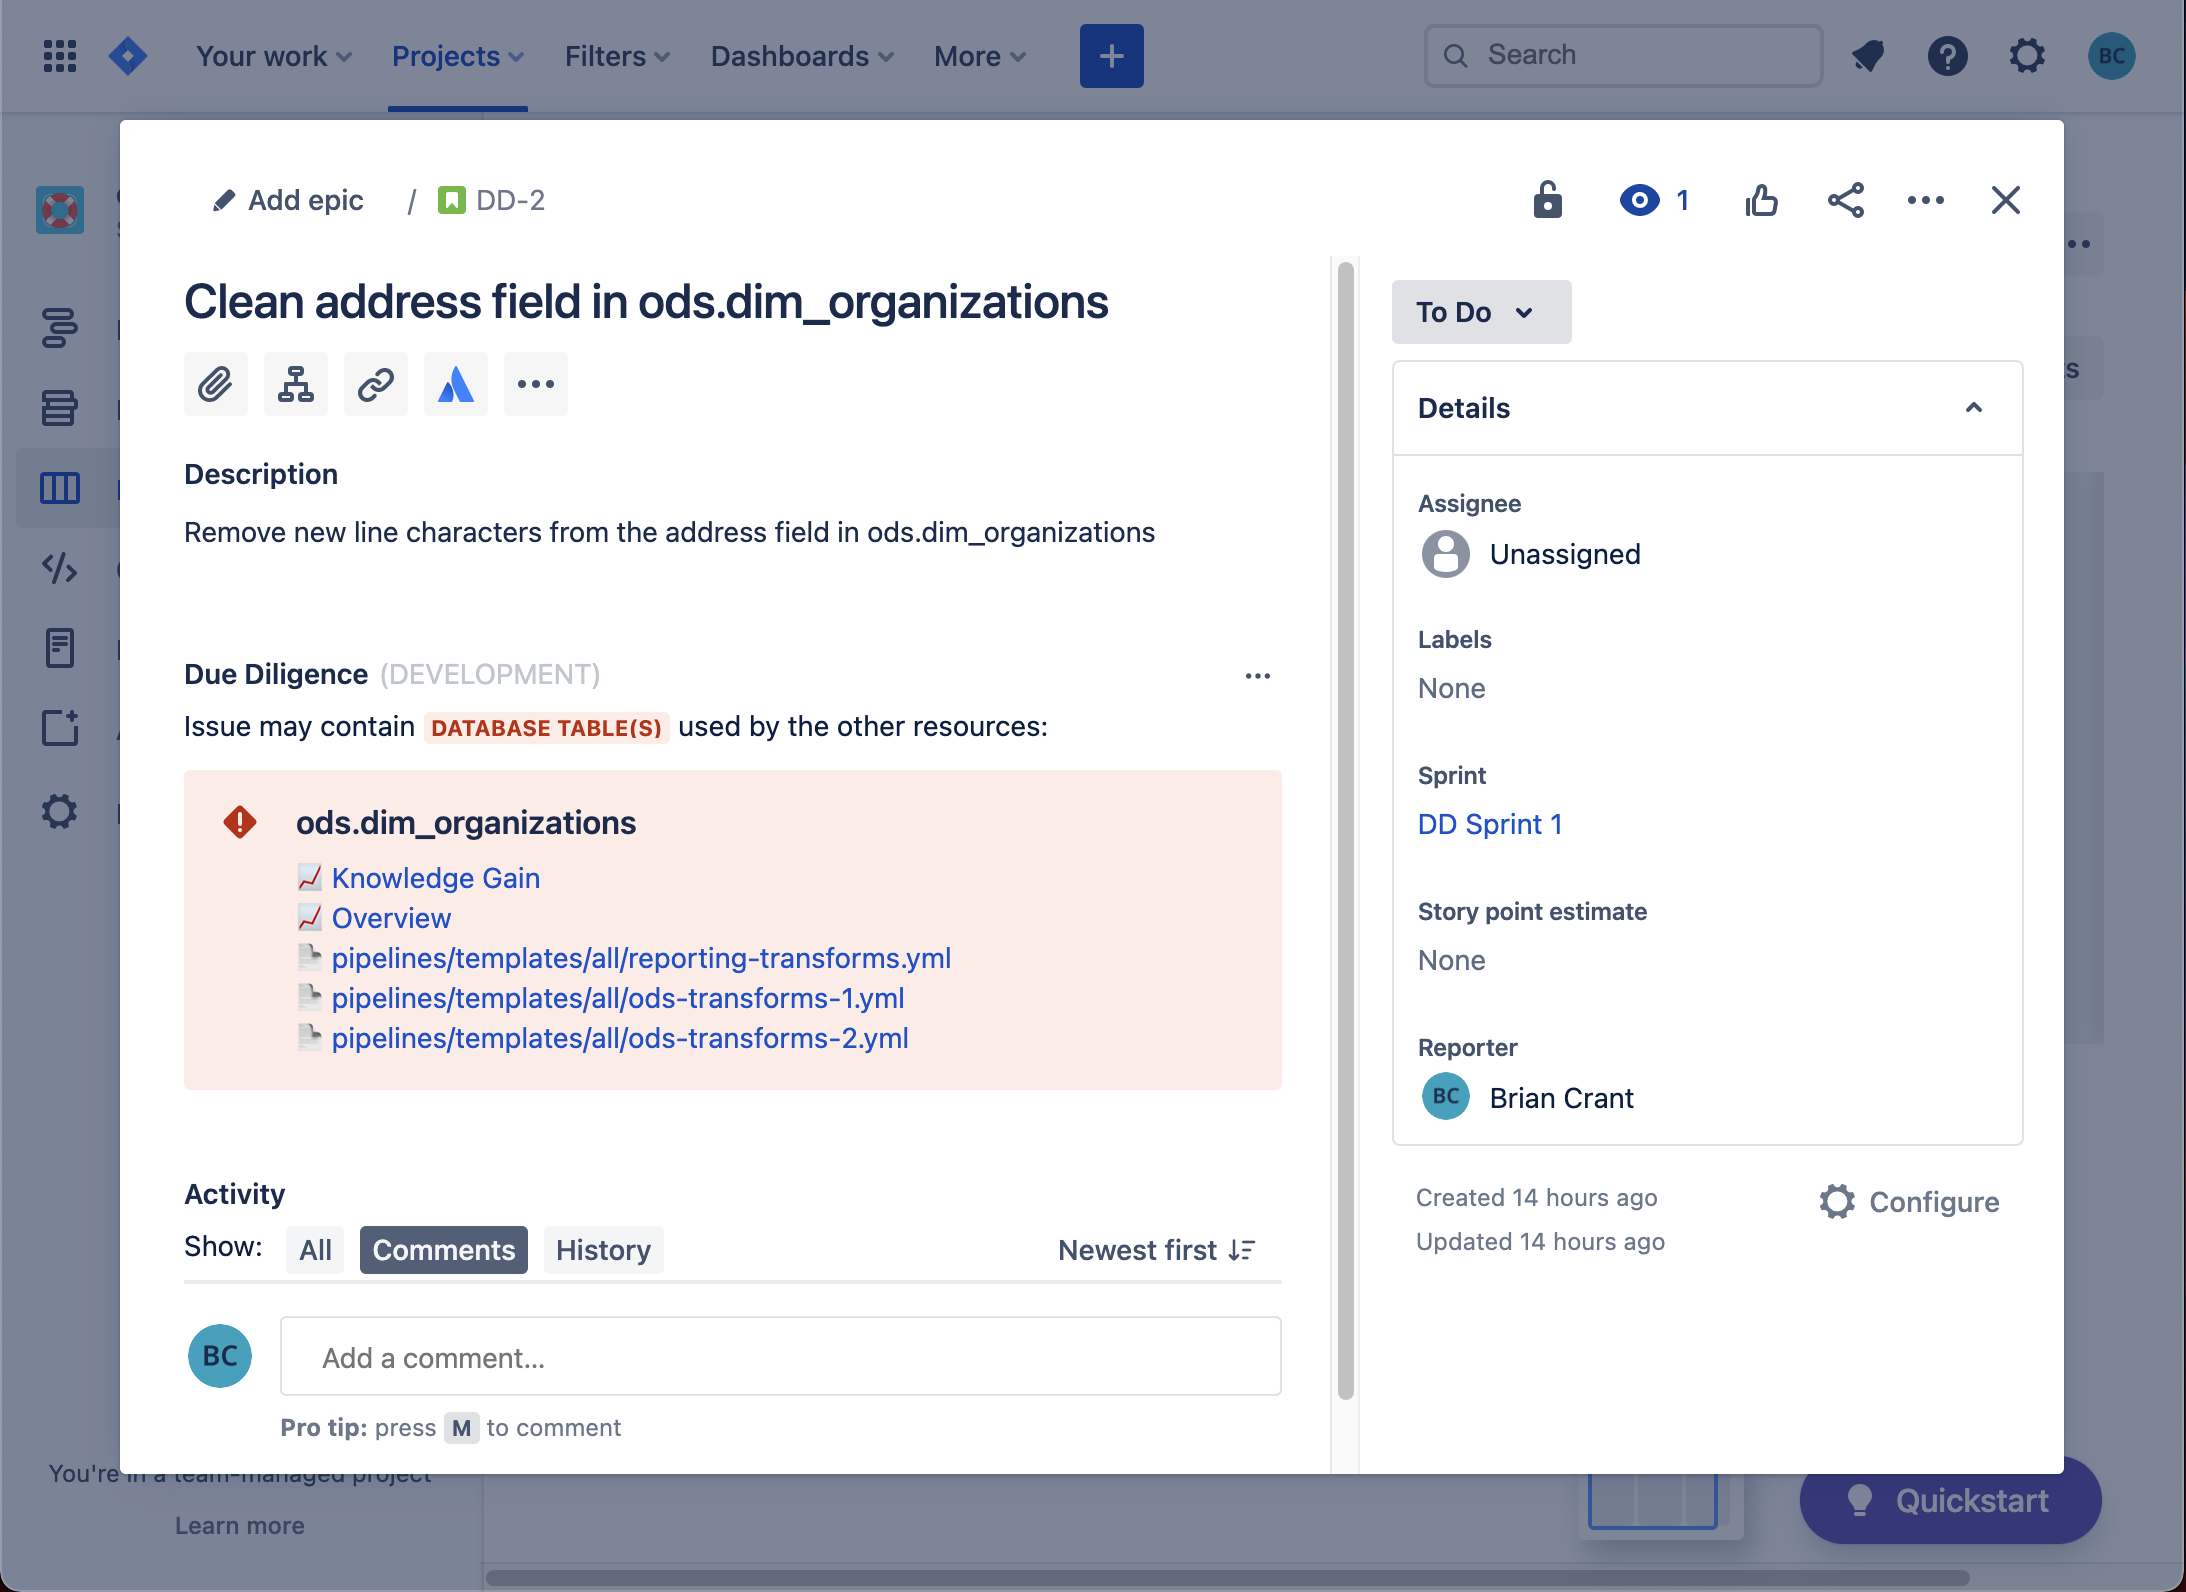 Your work
Projects
Filters
Dashboards
More
Search
BC
Add epic / DD-2
1
Clean address field in ods.dim_organizations
Description
Remove new line characters from the address field in ods.dim_organizations
Due Diligence (DEVELOPMENT)
Issue may contain DATABASE TABLE(S) used by the other resources:
ods.dim_organizations
Knowledge Gain
Overview
pipelines/templates/all/reporting-transforms.yml
pipelines/templates/all/ods-transforms-1.yml
pipelines/templates/all/ods-transforms-2.yml
Activity
Show: All Comments History Newest first
BC
Add a comment...
Pro tip: press M to comment
To Do
Details
Assignee
Unassigned
Labels
None
Sprint
DD Sprint 1
Story point estimate
None
Reporter
BC Brian Crant
Created 14 hours ago
Updated 14 hours ago
Configure
You're in a team-managed project
Learn more
Quickstart